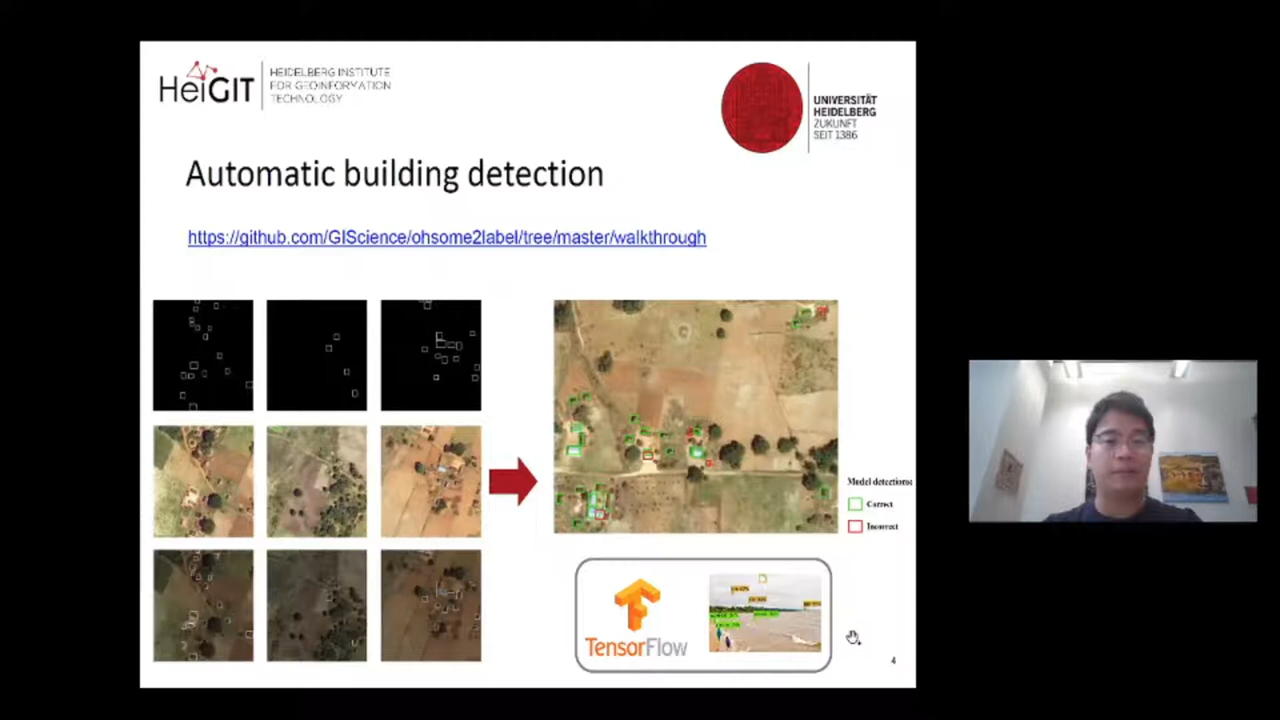 HeiGIT
HEIDELBERG INSTITUTE
FOR GEOINFORMATION
TECHNOLOGY
UNIVERSITÄT
HEIDELBERG
ZUKUNFT
SEIT 1386
Automatic building detection
https://github.com/GIScience/ohsome2label/tree/master/walkthrough
Model detections:
Correct
Incorrect
TensorFlow
4